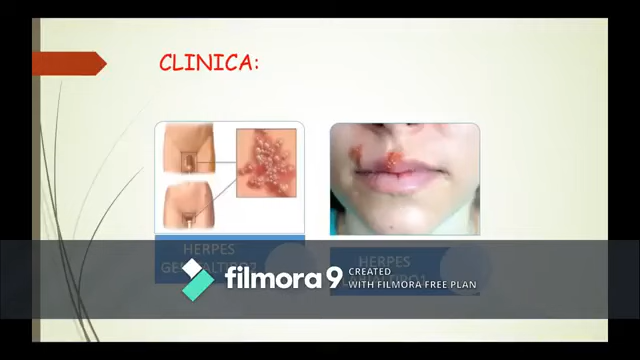 CLINICA:
HERPES
HERPES
filmora9
CREATED
WITH FILMORA FREE PLAN